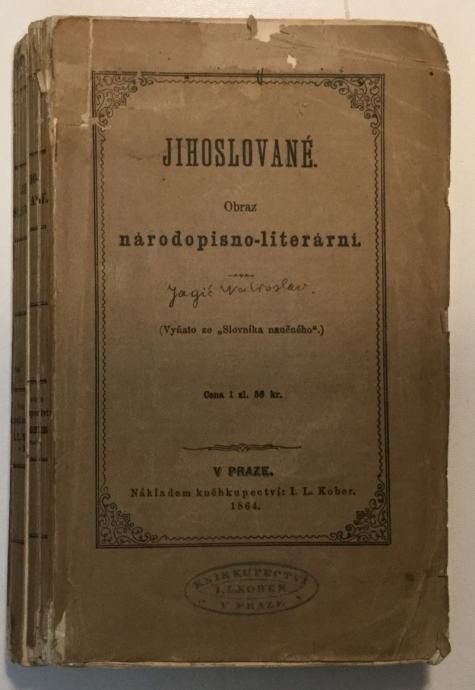 JIHOSLOVANÉ.
Obraz
národopisno-literární.
Jagić Vatroslav.
(Vyňato ze „Slovníka naučného“.)
Cena 1 zl. 56 kr.
V PRAZE.
Nákladem kněhkupectví: I. L. Kober.
1864.
KNIHKUPECTVÍ
I. L. KOBER
V PRAZE